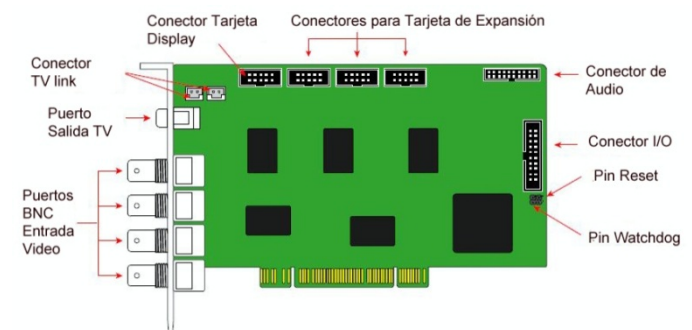 Conector Tarjeta
Display
Conectores para Tarjeta de Expansión
Conector
TV link
Conector de
Audio
Puerto
Salida TV
Conector I/O
Pin Reset
Puertos
BNC
Entrada
Video
Pin Watchdog